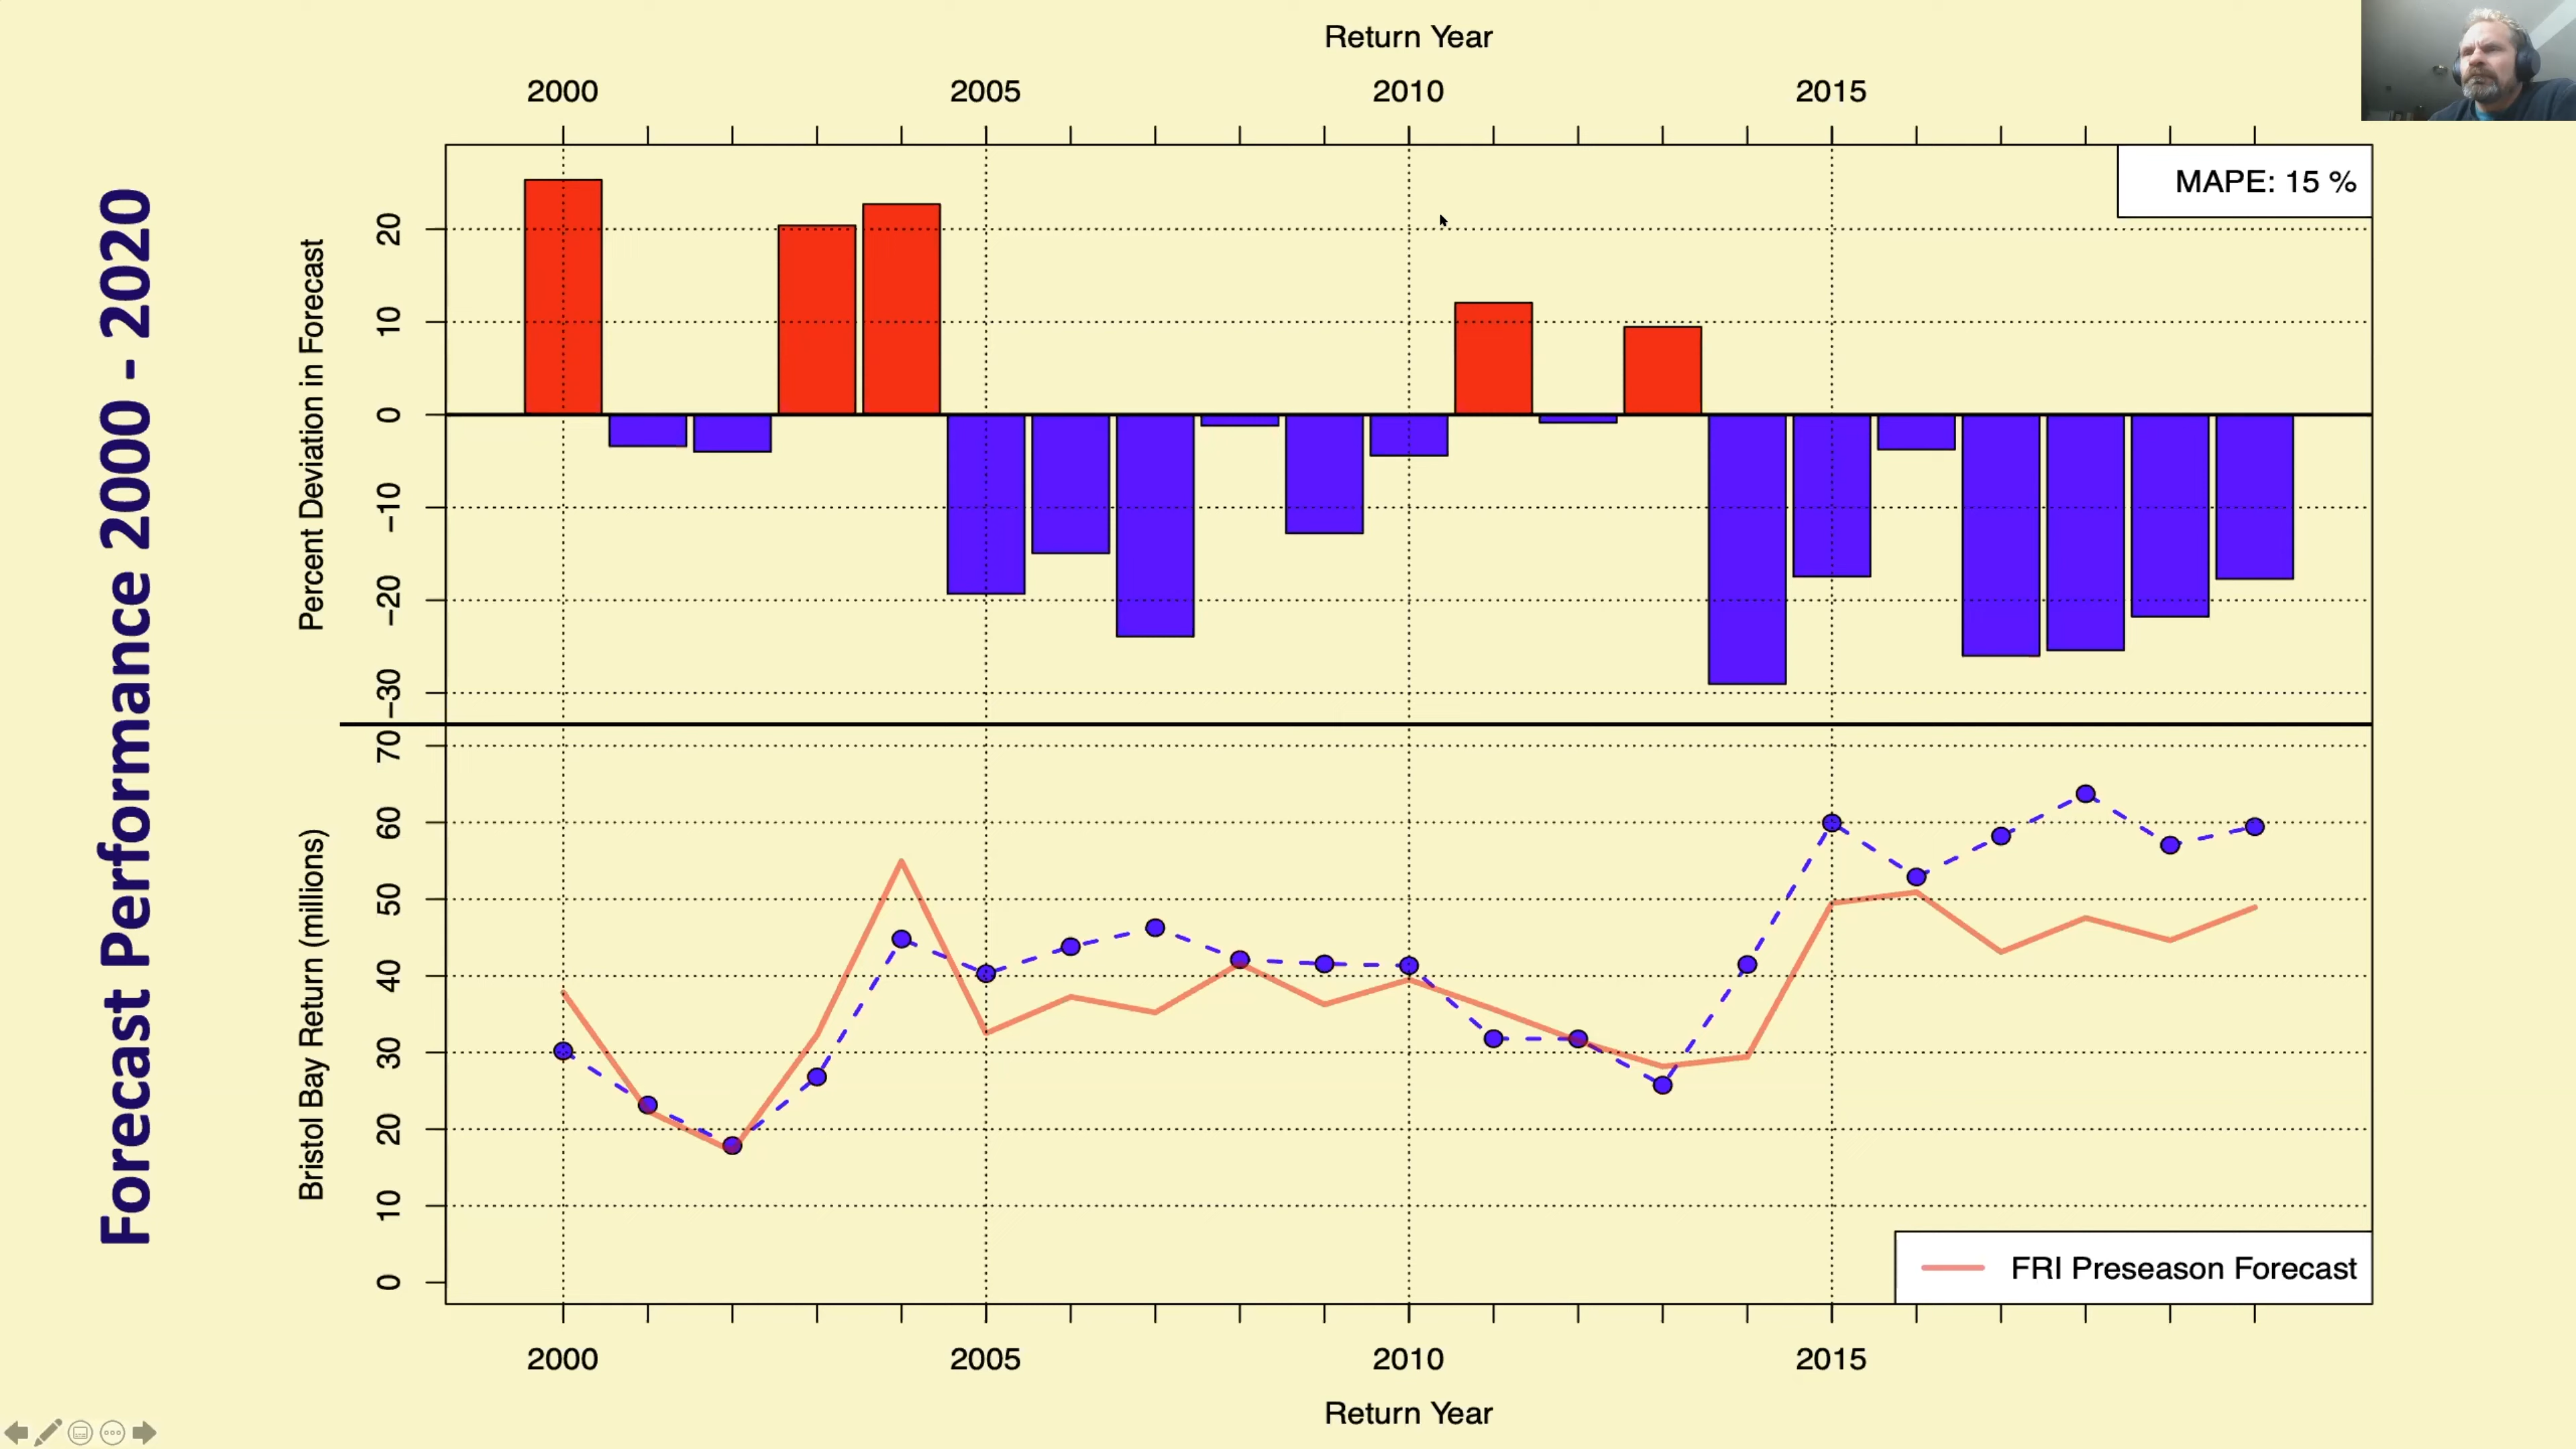 Forecast Performance 2000 - 2020
Return Year
2000 2005 2010 2015
MAPE: 15 %
Percent Deviation in Forecast
20
10
0
−10
−20
−30
Bristol Bay Return (millions)
70
60
50
40
30
20
10
0
FRI Preseason Forecast
2000 2005 2010 2015
Return Year